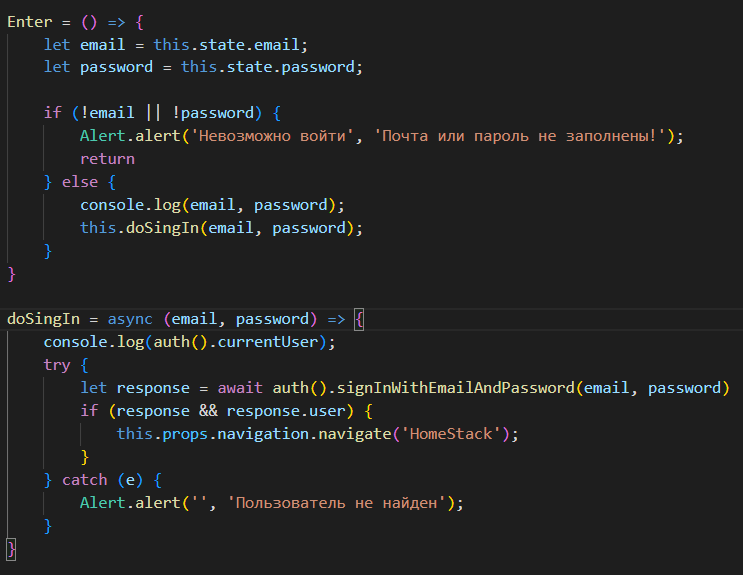 Enter = () => {
    let email = this.state.email;
    let password = this.state.password;

    if (!email || !password) {
        Alert.alert('Невозможно войти', 'Почта или пароль не заполнены!');
        return
    } else {
        console.log(email, password);
        this.doSingIn(email, password);
    }
}

doSingIn = async (email, password) => {
    console.log(auth().currentUser);
    try {
        let response = await auth().signInWithEmailAndPassword(email, password)
        if (response && response.user) {
            this.props.navigation.navigate('HomeStack');
        }
    } catch (e) {
        Alert.alert('', 'Пользователь не найден');
    }
}